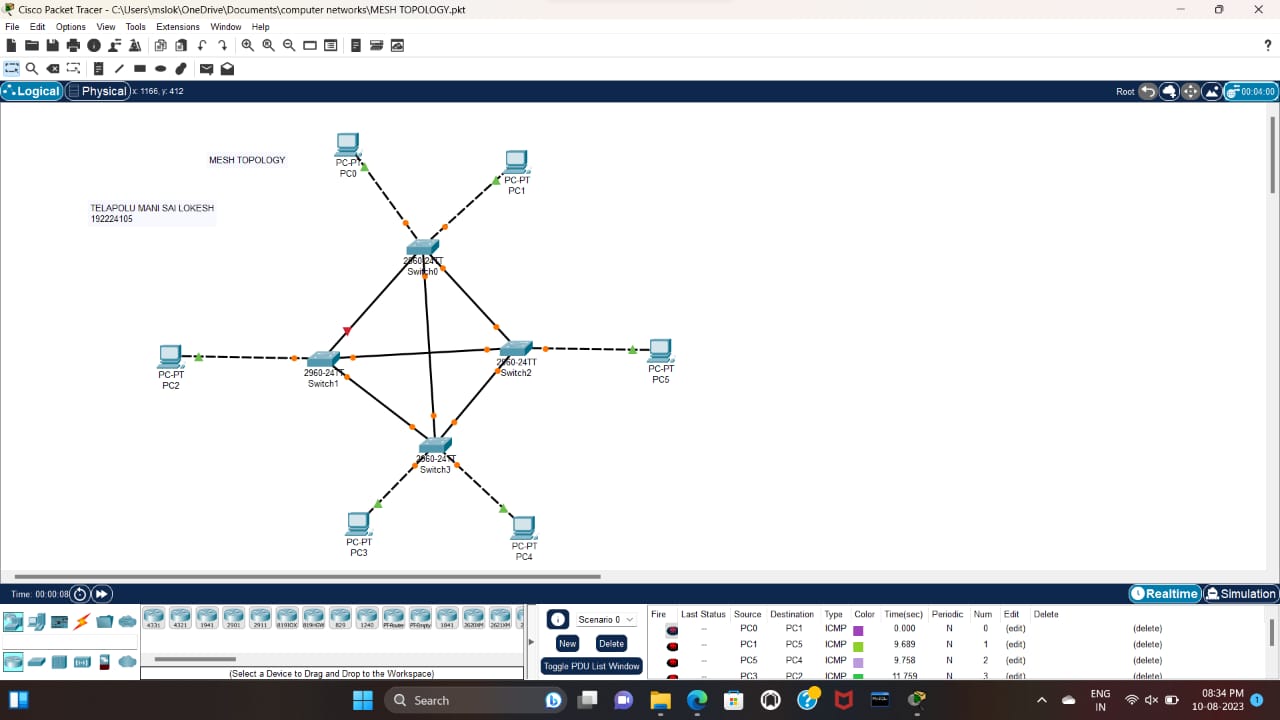 Cisco Packet Tracer - C:\Users\mslok\OneDrive\Documents\computer networks\MESH TOPOLOGY.pkt
File Edit Options View Tools Extensions Window Help
?
Logical Physical x: 1166, y: 412 Root 00:04:00
MESH TOPOLOGY
TELAPOLU MANI SAI LOKESH
192224105
PC-PT
PC0
PC-PT
PC1
2960-24TT
Switch0
PC-PT
PC2
2960-24TT
Switch1
2960-24TT
Switch2
PC-PT
PC5
2960-24TT
Switch3
PC-PT
PC3
PC-PT
PC4
Time: 00:00:08 Realtime Simulation
4331 4321 1941 2901 2911 819IOX 819HGW 829 1240 PT-Router PT-Empty 1841 2620XM 2621XM
(Select a Device to Drag and Drop to the Workspace)
Scenario 0
New Delete
Toggle PDU List Window
Fire Last Status Source Destination Type Color Time(sec) Periodic Num Edit Delete
-- PC0 PC1 ICMP 0.000 N 0 (edit) (delete)
-- PC1 PC5 ICMP 9.689 N 1 (edit) (delete)
-- PC5 PC4 ICMP 9.758 N 2 (edit) (delete)
-- PC3 PC2 ICMP 11.759 N 3 (edit) (delete)
Search
ENG
IN
08:34 PM
10-08-2023
1